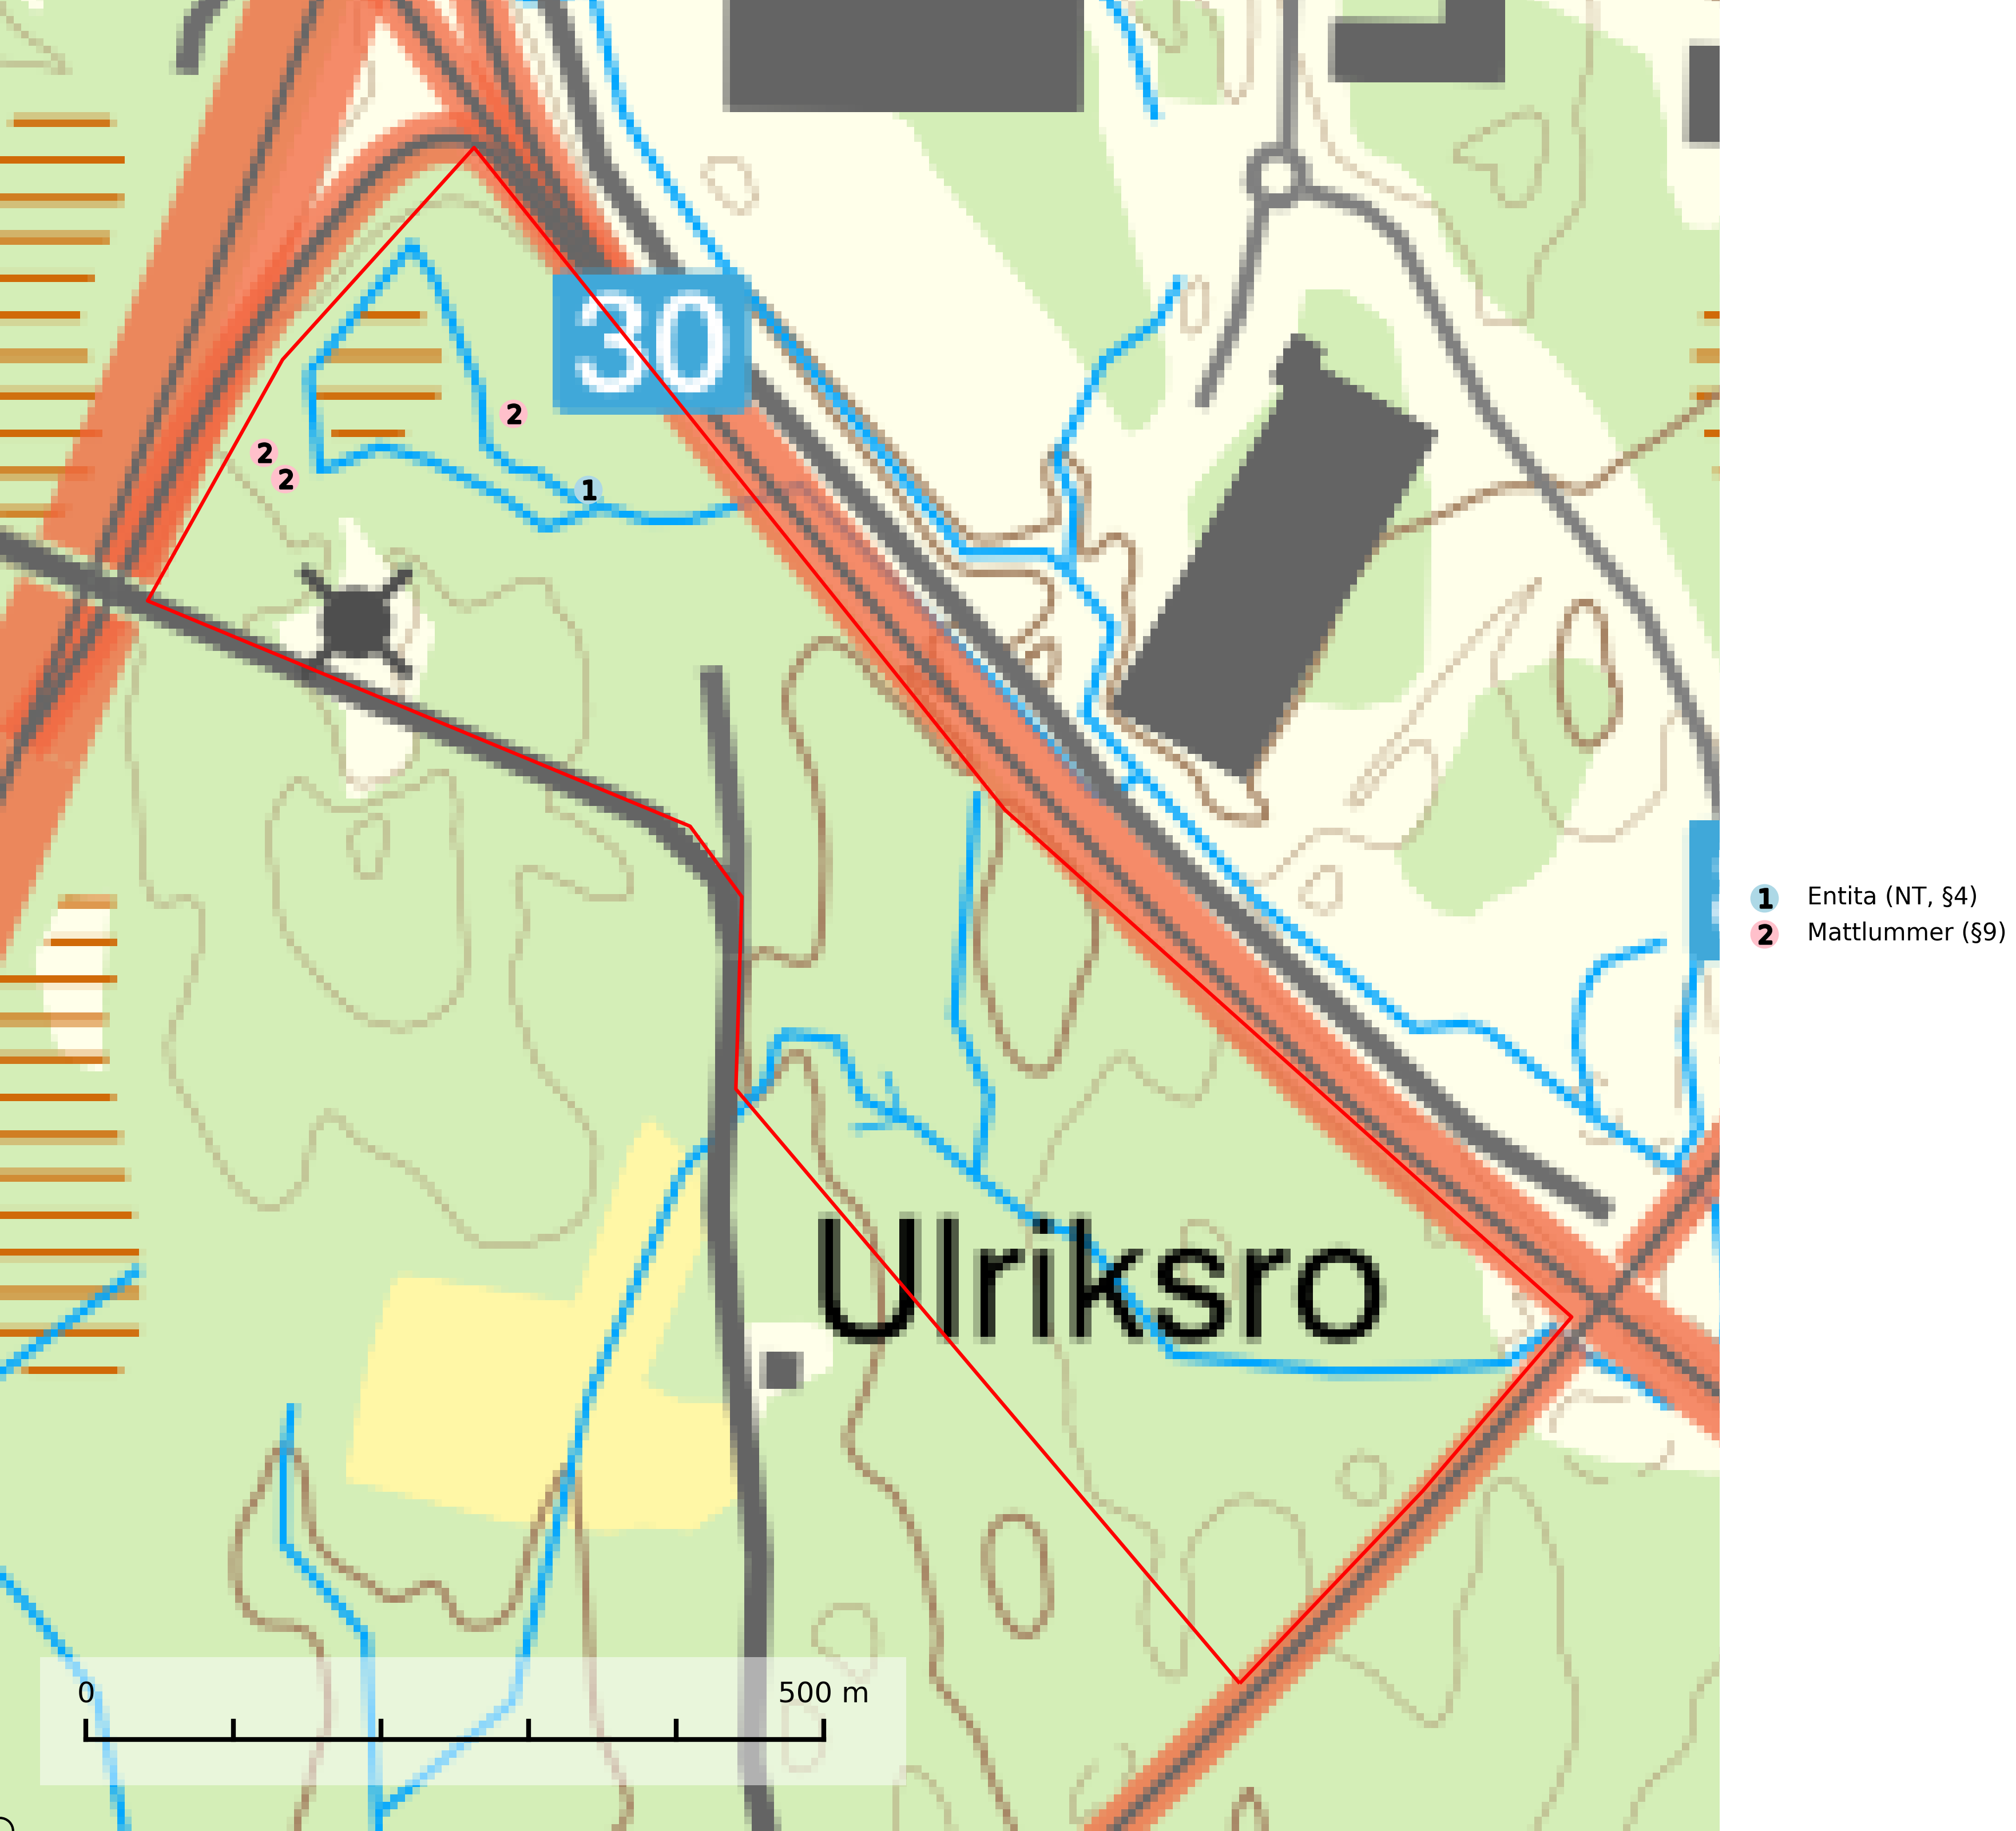 30
2
2
2
1
1 Entita (NT, §4)
2 Mattlummer (§9)
Ulriksro
0 500 m